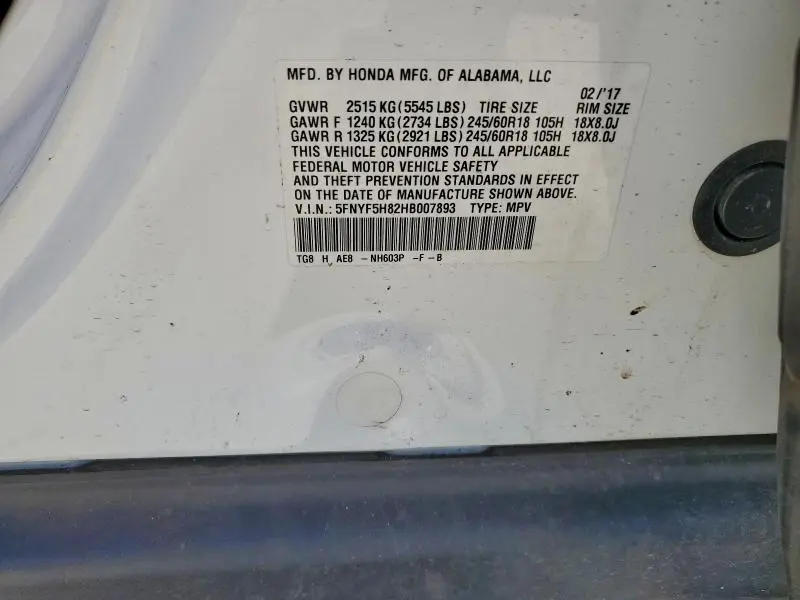 MFD. BY HONDA MFG. OF ALABAMA, LLC
02/'17
GVWR 2515 KG(5545 LBS) TIRE SIZE RIM SIZE
GAWR F 1240 KG(2734 LBS) 245/60R18 105H 18X8.0J
GAWR R 1325 KG(2921 LBS) 245/60R18 105H 18X8.0J
THIS VEHICLE CONFORMS TO ALL APPLICABLE
FEDERAL MOTOR VEHICLE SAFETY
AND THEFT PREVENTION STANDARDS IN EFFECT
ON THE DATE OF MANUFACTURE SHOWN ABOVE.
V.I.N.: 5FNYF5H82HB007893 TYPE: MPV
TG8 H AE8 -NH603P -F -B